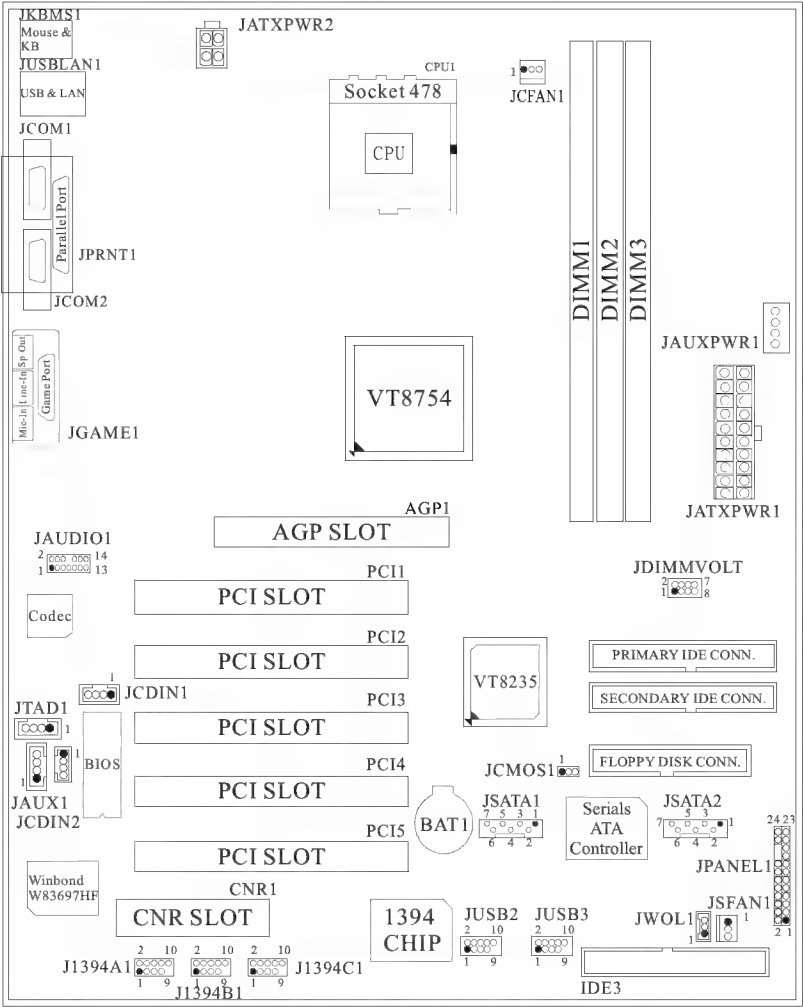 JKBMS1
Mouse &
KB
JUSBLAN1
USB & LAN
JCOM1
Parallel Port
JPRNT1
JCOM2
JATXPWR2
CPU1
Socket 478
CPU
1
JCFAN1
DIMM1
DIMM2
DIMM3
JAUXPWR1
JATXPWR1
Sp Out
Mic-In
Game Port
JGAME1
VT8754
AGP1
AGP SLOT
JAUDIO1
2 14
1 13
Codec
PCI1
PCI SLOT
PCI2
PCI SLOT
PCI3
PCI SLOT
PCI4
PCI SLOT
PCI5
PCI SLOT
JDIMMVOLT
2 7
1 8
PRIMARY IDE CONN.
SECONDARY IDE CONN.
FLOPPY DISK CONN.
VT8235
1
JCDIN1
JTAD1
1
1
1
JAUX1
JCDIN2
BIOS
1
JCMOS1
BAT1
JSATA1
7 5 3 1
6 4 2
Serials
ATA
Controller
JSATA2
7 5 3 1
6 4 2
24 23
JPANEL1
2 1
JSFAN1
1
JWOL1
1
Winbond
W83697HF
CNR1
CNR SLOT
1394
CHIP
JUSB2
2 10
1 9
JUSB3
2 10
1 9
2 10
J1394A1
1 9
2 10
1 9
J1394B1
2 10
J1394C1
1 9
IDE3